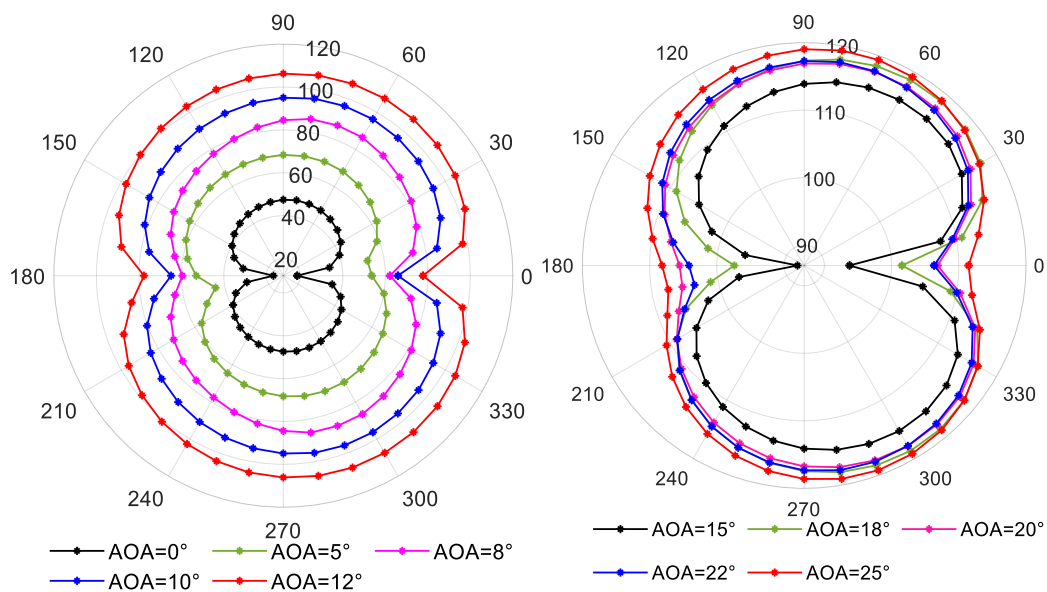 90 90
120 120 60 120 120 60
100
150 80 30 150 110 30
60
40 100
20 90
180 0 180 0
210 330 210 330
240 300 240 300
270 270
AOA=0° AOA=5° AOA=8°
AOA=10° AOA=12°
AOA=15° AOA=18° AOA=20°
AOA=22° AOA=25°